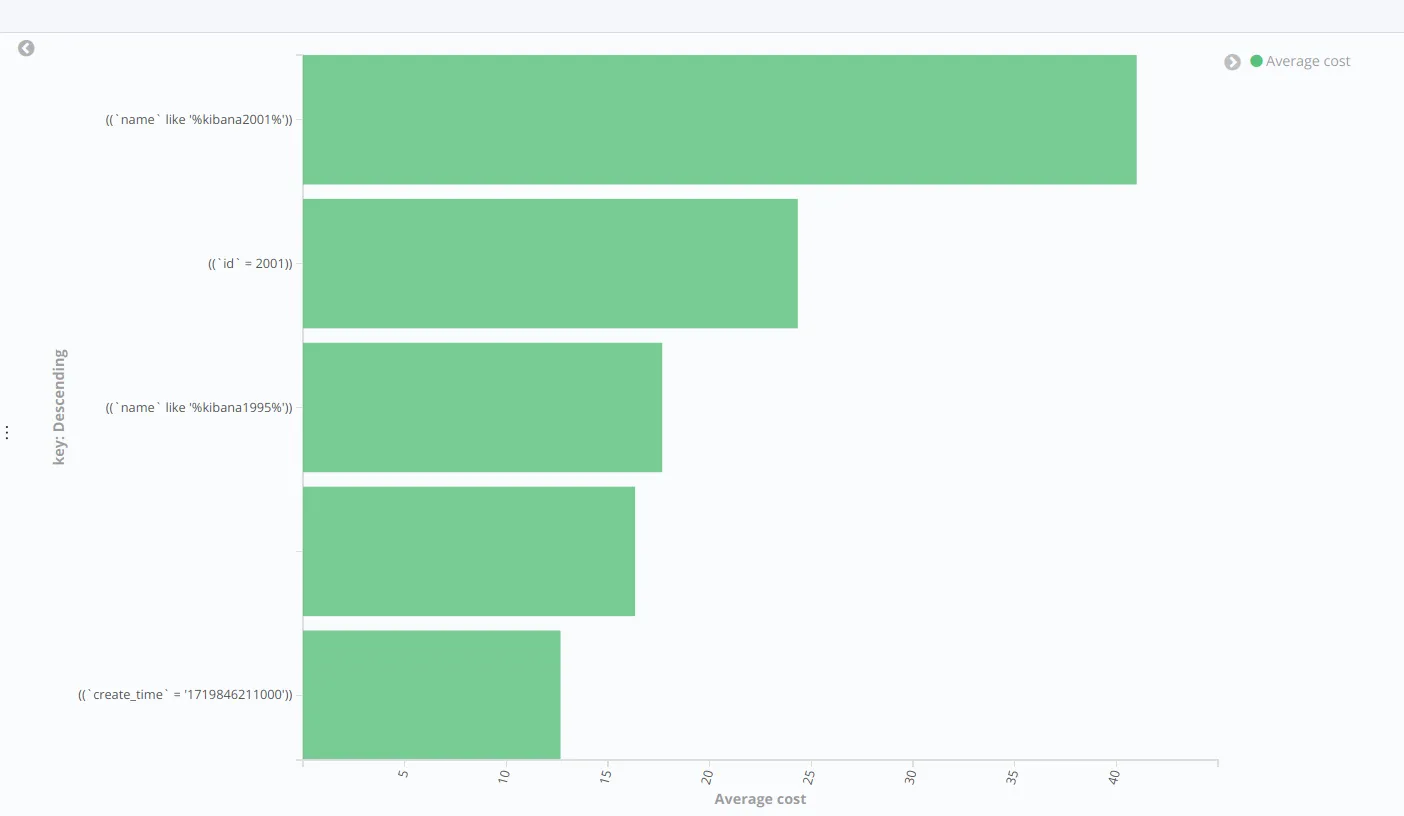 Average cost
((`name` like '%kibana2001%'))
((`id` = 2001))
key: Descending
((`name` like '%kibana1995%'))
((`create_time` = '1719846211000'))
5 10 15 20 25 30 35 40
Average cost